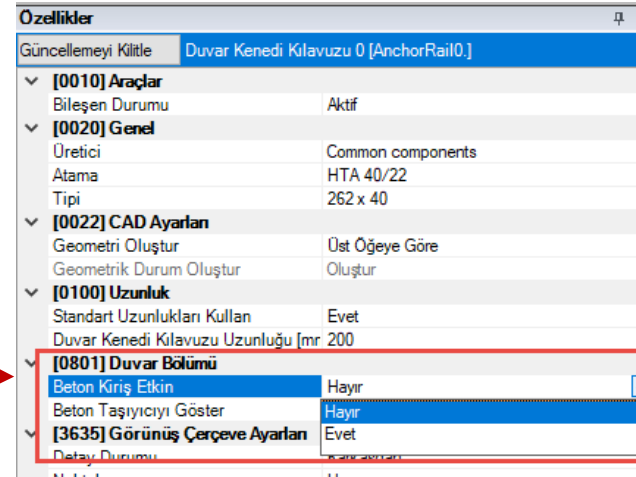 Özellikler
Güncellemeyi Kilitle Duvar Kenedi Kılavuzu 0 [AnchorRail0.]
[0010] Araçlar
Bileşen Durumu Aktif
[0020] Genel
Üretici Common components
Atama HTA 40/22
Tipi 262 x 40
[0022] CAD Ayarları
Geometri Oluştur Üst Öğeye Göre
Geometrik Durum Oluştur Oluştur
[0100] Uzunluk
Standart Uzunlukları Kullan Evet
Duvar Kenedi Kılavuzu Uzunluğu [mr 200
[0801] Duvar Bölümü
Beton Kiriş Etkin Hayır
Beton Taşıyıcıyı Göster Hayır
[3635] Görünüş Çerçeve Ayarları Evet
Detay Durumu